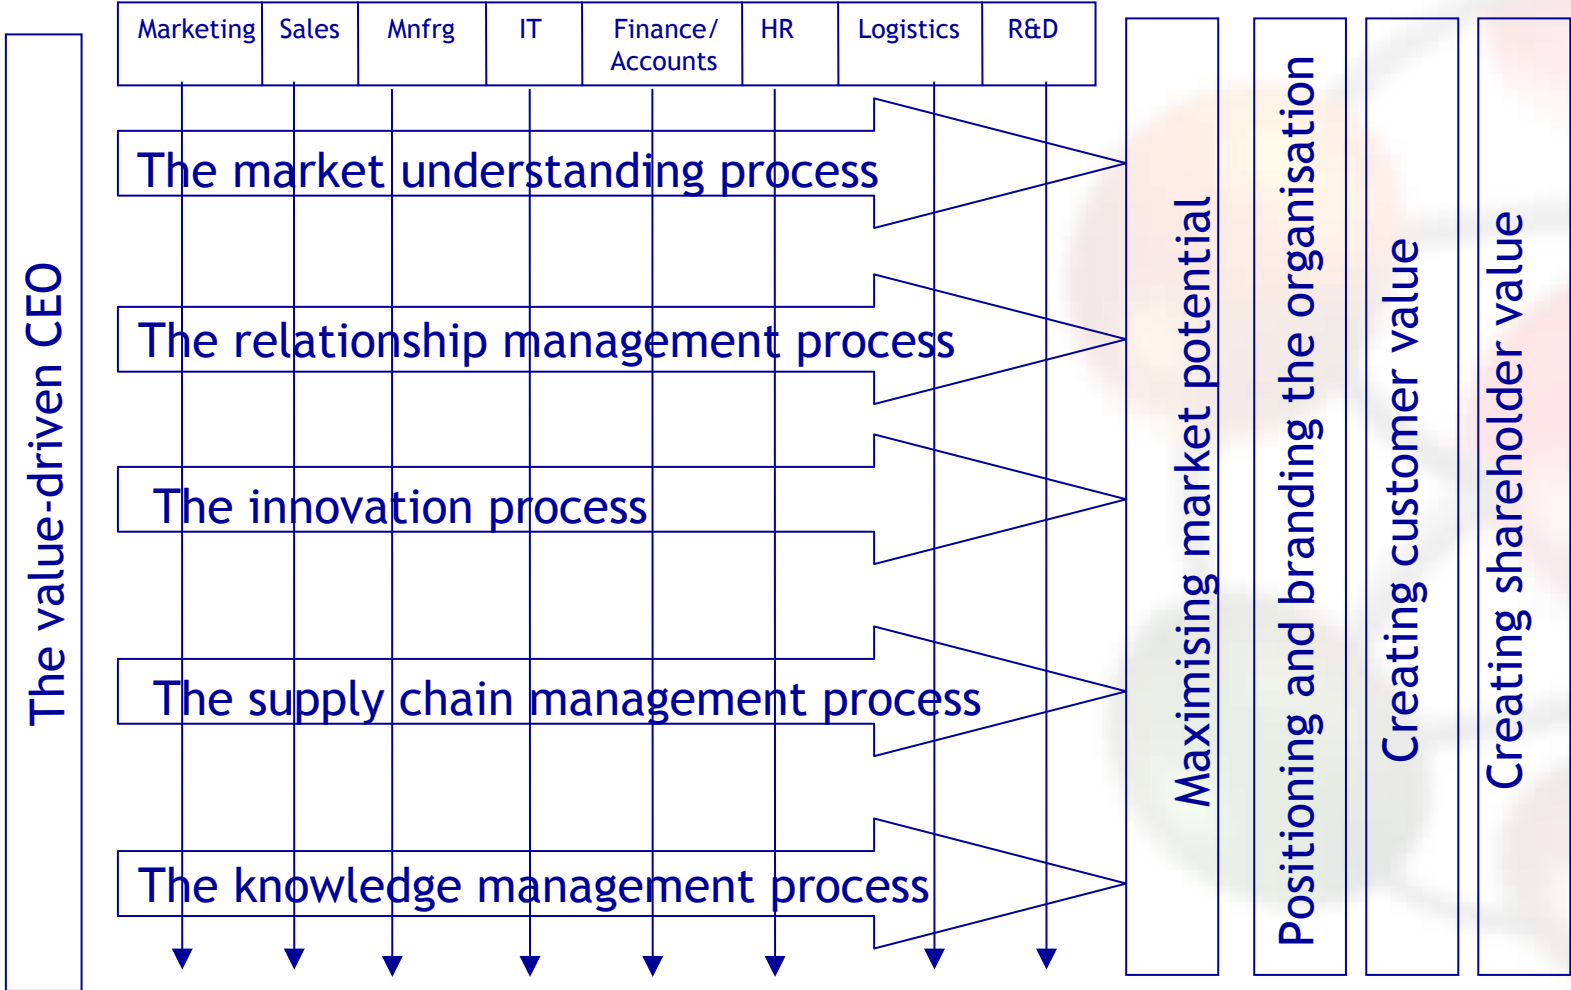 Marketing
Sales
Mnfrg
IT
Finance/
Accounts
HR
Logistics
R&D
The value-driven CEO
The market understanding process
The relationship management process
The innovation process
The supply chain management process
The knowledge management process
Maximising market potential
Positioning and branding the organisation
Creating customer value
Creating shareholder value